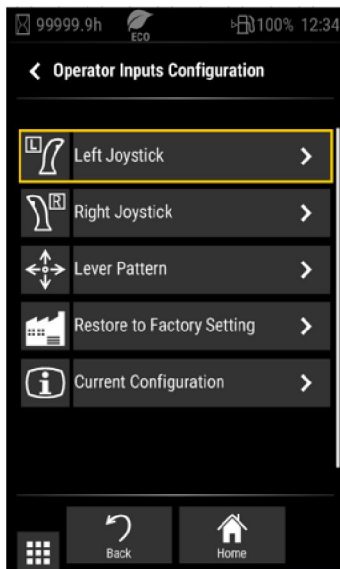 99999.9h ECO 100% 12:34
Operator Inputs Configuration
L Left Joystick
R Right Joystick
Lever Pattern
Restore to Factory Setting
i Current Configuration
Back Home